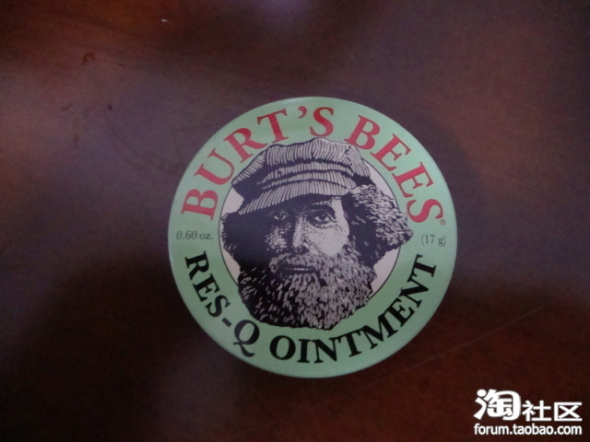 BURT'S BEES®
0.60 oz.
(17 g)
RES-Q OINTMENT
淘社区
forum.taobao.com